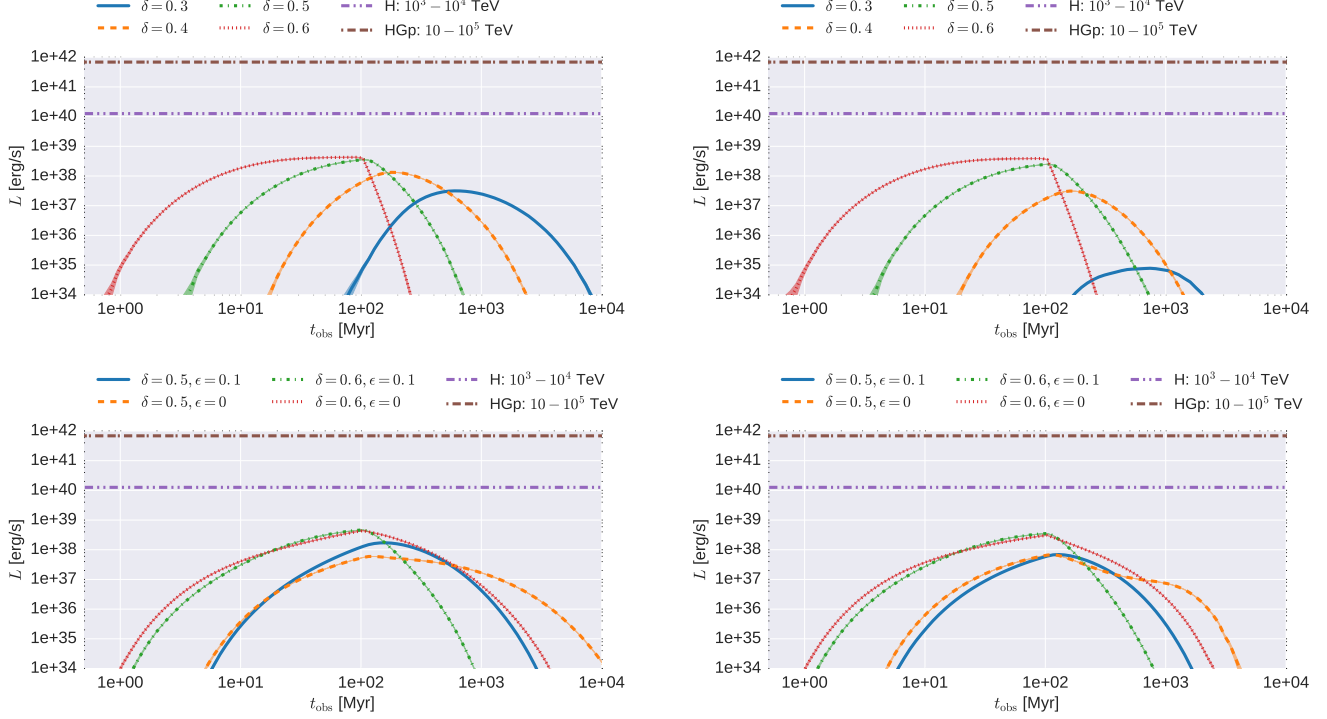 δ = 0.3 δ = 0.5 H: 10³ − 10⁴ TeV
δ = 0.4 δ = 0.6 HGp: 10 − 10⁵ TeV
1e+42
1e+41
1e+40
1e+39
1e+38
1e+37
1e+36
1e+35
1e+34
L [erg/s]
1e+00 1e+01 1e+02 1e+03 1e+04
t_obs [Myr]
δ = 0.3 δ = 0.5 H: 10³ − 10⁴ TeV
δ = 0.4 δ = 0.6 HGp: 10 − 10⁵ TeV
1e+42
1e+41
1e+40
1e+39
1e+38
1e+37
1e+36
1e+35
1e+34
L [erg/s]
1e+00 1e+01 1e+02 1e+03 1e+04
t_obs [Myr]
δ = 0.5, ϵ = 0.1 δ = 0.6, ϵ = 0.1 H: 10³ − 10⁴ TeV
δ = 0.5, ϵ = 0 δ = 0.6, ϵ = 0 HGp: 10 − 10⁵ TeV
1e+42
1e+41
1e+40
1e+39
1e+38
1e+37
1e+36
1e+35
1e+34
L [erg/s]
1e+00 1e+01 1e+02 1e+03 1e+04
t_obs [Myr]
δ = 0.5, ϵ = 0.1 δ = 0.6, ϵ = 0.1 H: 10³ − 10⁴ TeV
δ = 0.5, ϵ = 0 δ = 0.6, ϵ = 0 HGp: 10 − 10⁵ TeV
1e+42
1e+41
1e+40
1e+39
1e+38
1e+37
1e+36
1e+35
1e+34
L [erg/s]
1e+00 1e+01 1e+02 1e+03 1e+04
t_obs [Myr]